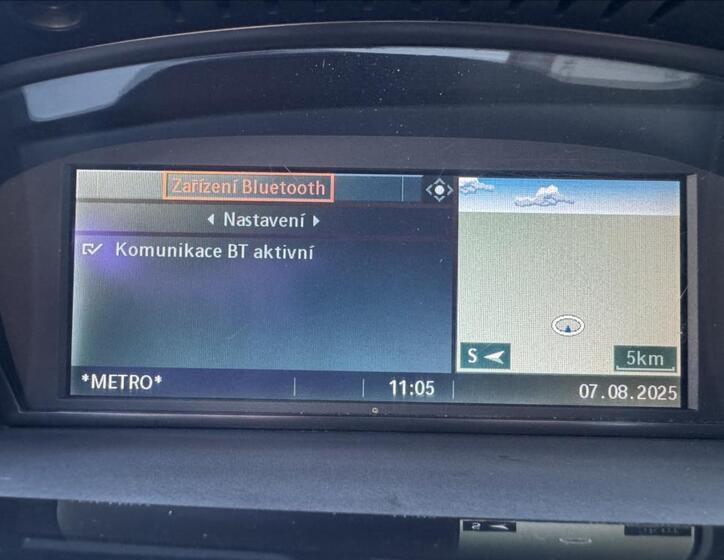 Zařízení Bluetooth
Nastavení
Komunikace BT aktivní
S
5km
*METRO*
11:05
07.08.2025